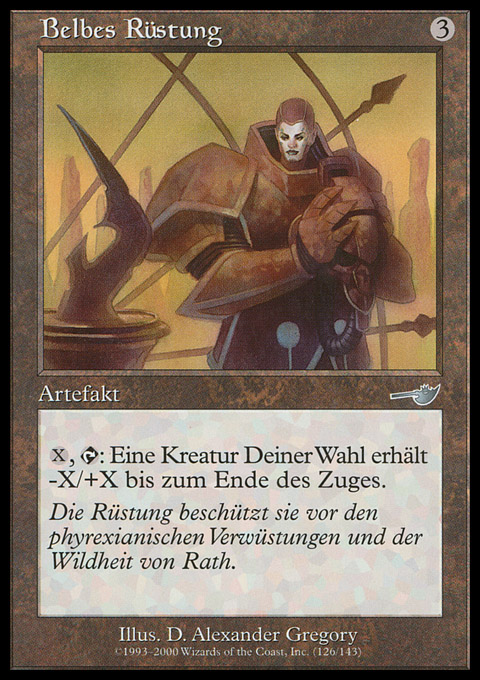 Belbes Rüstung
3
Artefakt
X, : Eine Kreatur Deiner Wahl erhält
-X/+X bis zum Ende des Zuges.
Die Rüstung beschützt sie vor den
phyrexianischen Verwüstungen und der
Wildheit von Rath.
Illus. D. Alexander Gregory
©1993–2000 Wizards of the Coast, Inc. (126/143)